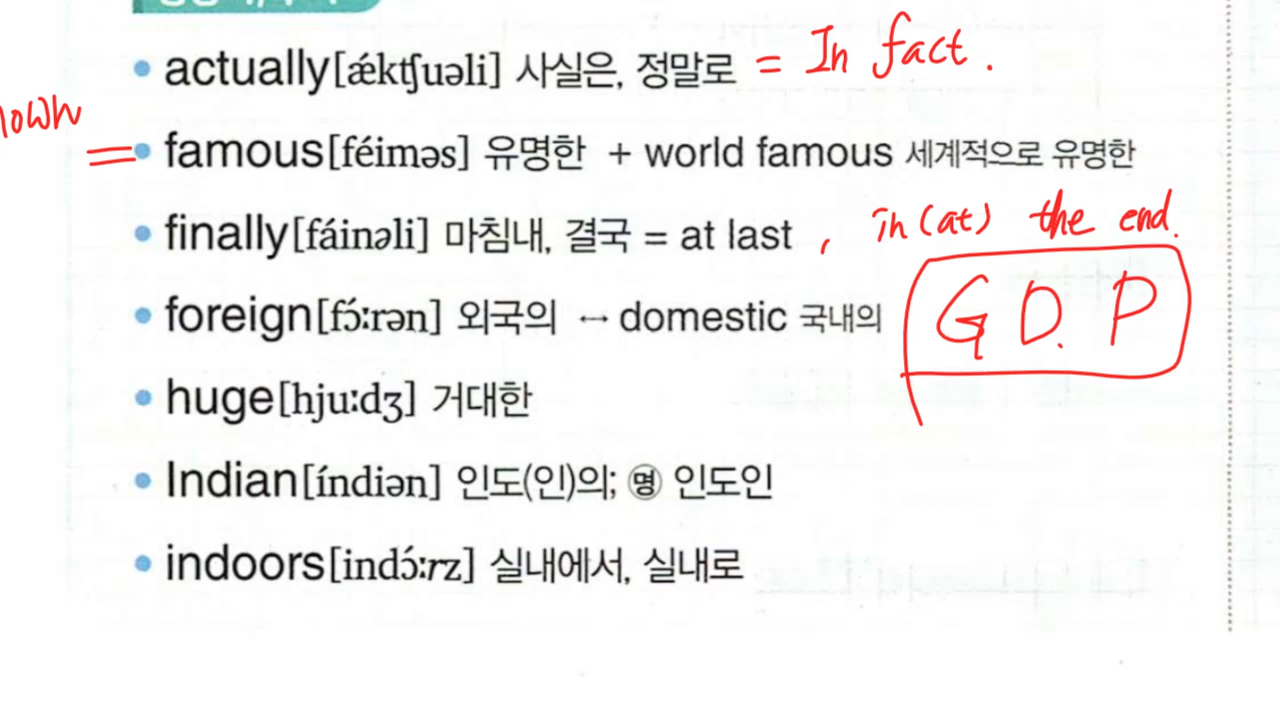 actually[ǽktʃuəli] 사실은, 정말로 = In fact.
famous[féiməs] 유명한 + world famous 세계적으로 유명한
=
finally[fáinəli] 마침내, 결국 = at last , in(at) the end.
foreign[fɔ́ːrən] 외국의 ↔ domestic 국내의 G D. P
huge[hjuːdʒ] 거대한
Indian[índiən] 인도(인)의; 명 인도인
indoors[indɔ́ːrz] 실내에서, 실내로